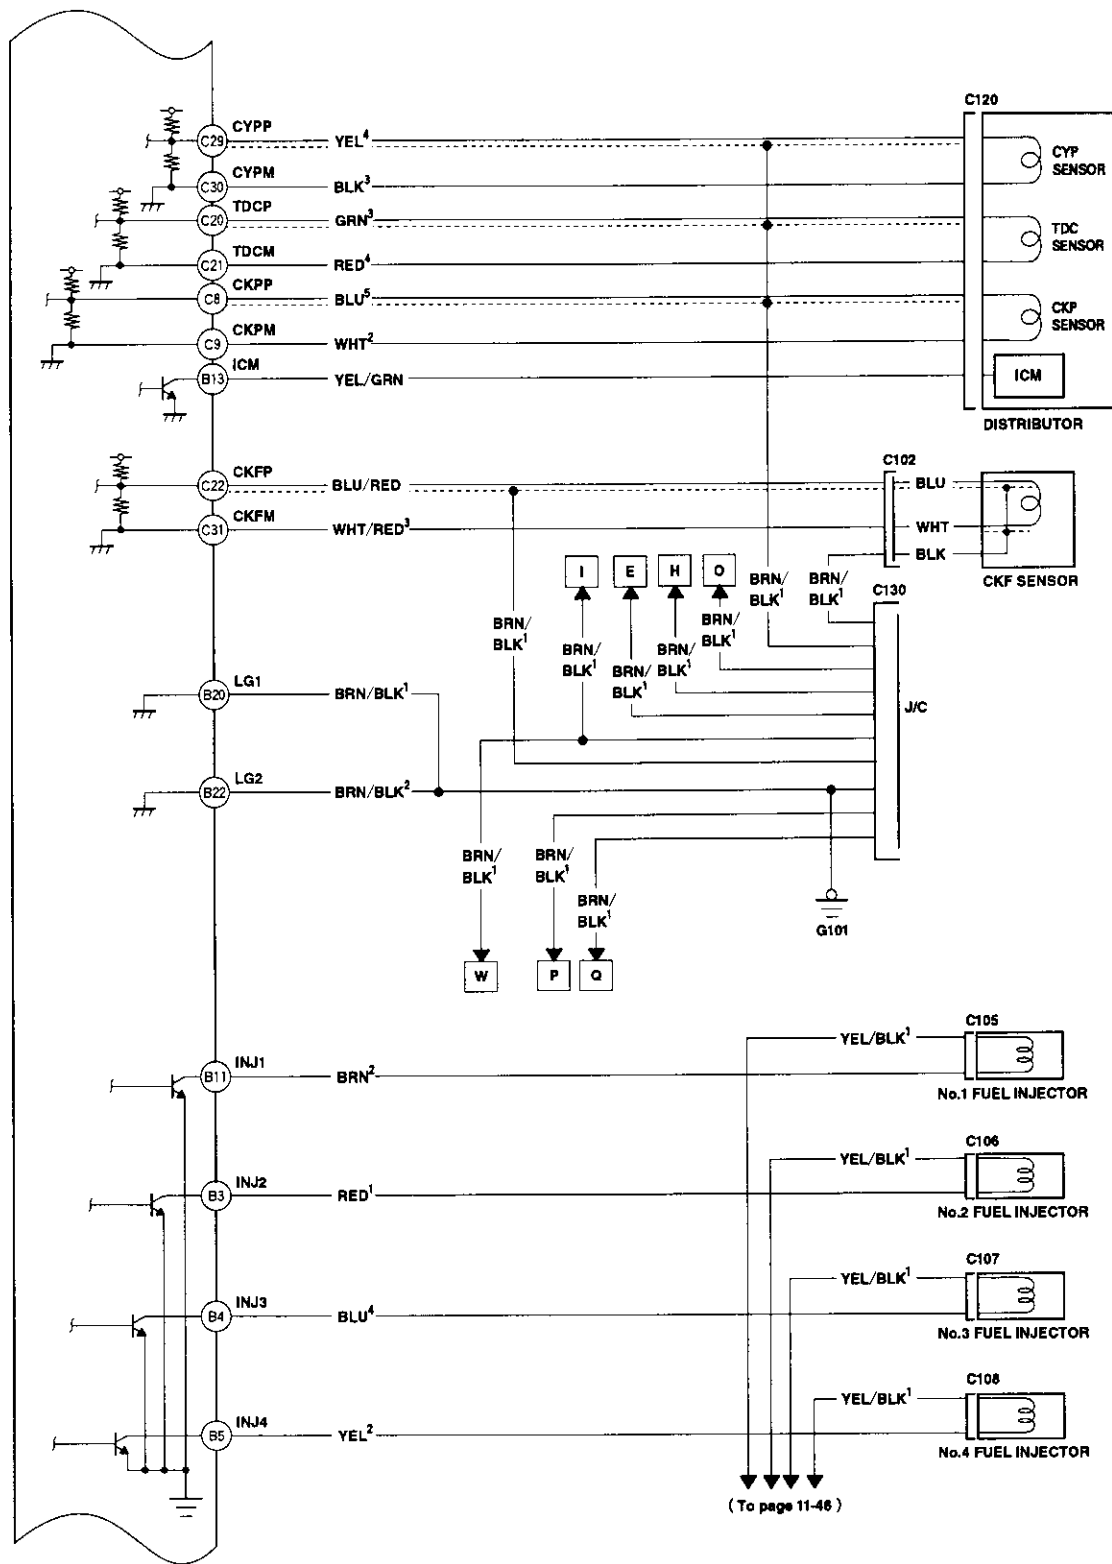 C120
CYPP
C29
YEL⁴
CYP
SENSOR
CYPM
C30
BLK³
TDCP
C20
GRN³
TDC
SENSOR
TDCM
C21
RED⁴
CKPP
C8
BLU⁵
CKP
SENSOR
CKPM
C9
WHT²
ICM
B13
YEL/GRN
ICM
DISTRIBUTOR
CKFP
C22
BLU/RED
C102
BLU
CKFM
C31
WHT/RED³
WHT
BLK
CKF SENSOR
I
E
H
O
BRN/
BLK¹
BRN/
BLK¹
C130
BRN/
BLK¹
BRN/
BLK¹
BRN/
BLK¹
BRN/
BLK¹
BRN/
BLK¹
LG1
B20
BRN/BLK¹
J/C
LG2
B22
BRN/BLK²
BRN/
BLK¹
BRN/
BLK¹
BRN/
BLK¹
G101
W
P
Q
C105
YEL/BLK¹
INJ1
B11
BRN²
No.1 FUEL INJECTOR
C106
YEL/BLK¹
INJ2
B3
RED¹
No.2 FUEL INJECTOR
C107
YEL/BLK¹
INJ3
B4
BLU⁴
No.3 FUEL INJECTOR
C108
YEL/BLK¹
INJ4
B5
YEL²
No.4 FUEL INJECTOR
( To page 11-46 )